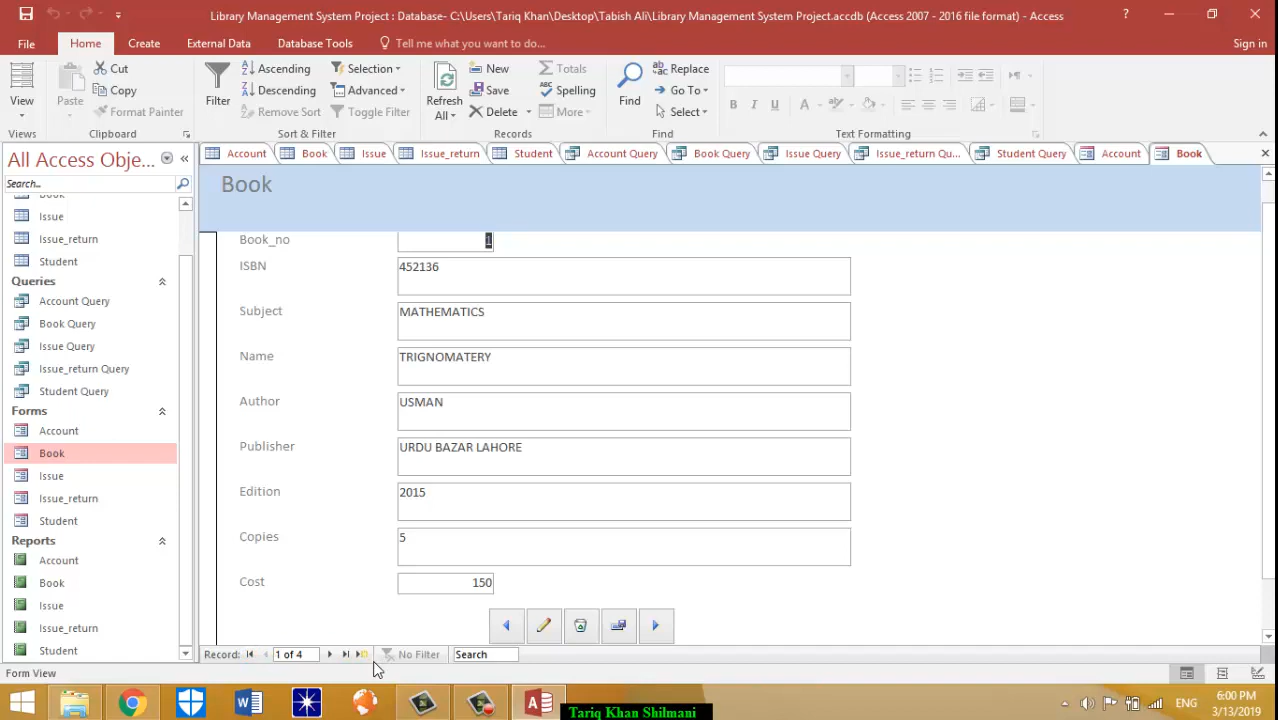 Library Management System Project : Database- C:\Users\Tariq Khan\Desktop\Tabish Ali\Library Management System Project.accdb (Access 2007 - 2016 file format) - Access
File Home Create External Data Database Tools Tell me what you want to do... Sign in
View Paste Cut Copy Format Painter
Filter Ascending Descending Remove Sort Selection Advanced Toggle Filter
Refresh All New Save Delete Totals Spelling More
Find Replace Go To Select
B I U A
Views Clipboard Sort & Filter Records Find Text Formatting
All Access Obje... Account Book Issue Issue_return Student Account Query Book Query Issue Query Issue_return Qu... Student Query Account Book
Search...
Book
Issue
Issue_return
Student
Queries
Account Query
Book Query
Issue Query
Issue_return Query
Student Query
Forms
Account
Book
Issue
Issue_return
Student
Reports
Account
Book
Issue
Issue_return
Student
Book
Book_no 1
ISBN 452136
Subject MATHEMATICS
Name TRIGNOMATERY
Author USMAN
Publisher URDU BAZAR LAHORE
Edition 2015
Copies 5
Cost 150
Record: 1 of 4 No Filter Search
Form View
ENG 6:00 PM
3/13/2019
Tariq Khan Shilmani